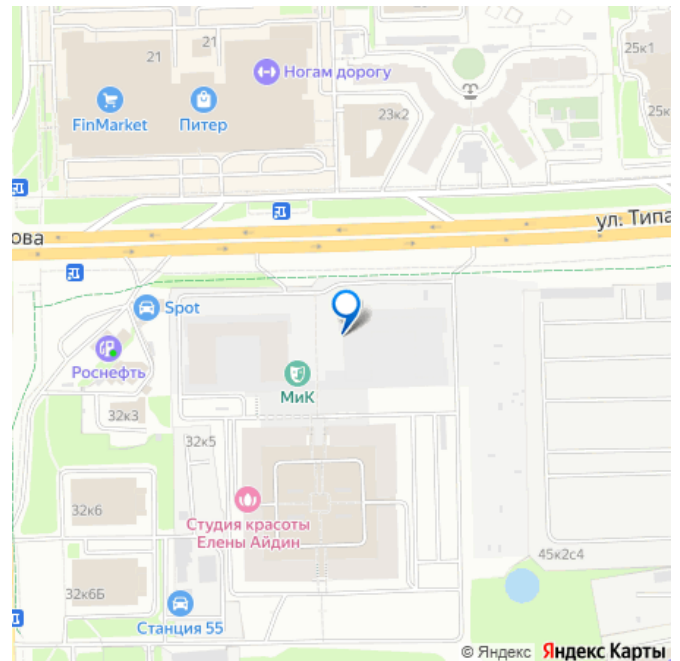 21
21
25к1
Ногам дорогу
FinMarket
Питер
23к2
25к
ул. Типа
ова
Spot
Роснефть
МиК
32к3
32к5
Студия красоты
Елены Айдин
32к6
45к2с4
32к6Б
Станция 55
© Яндекс Яндекс Карты